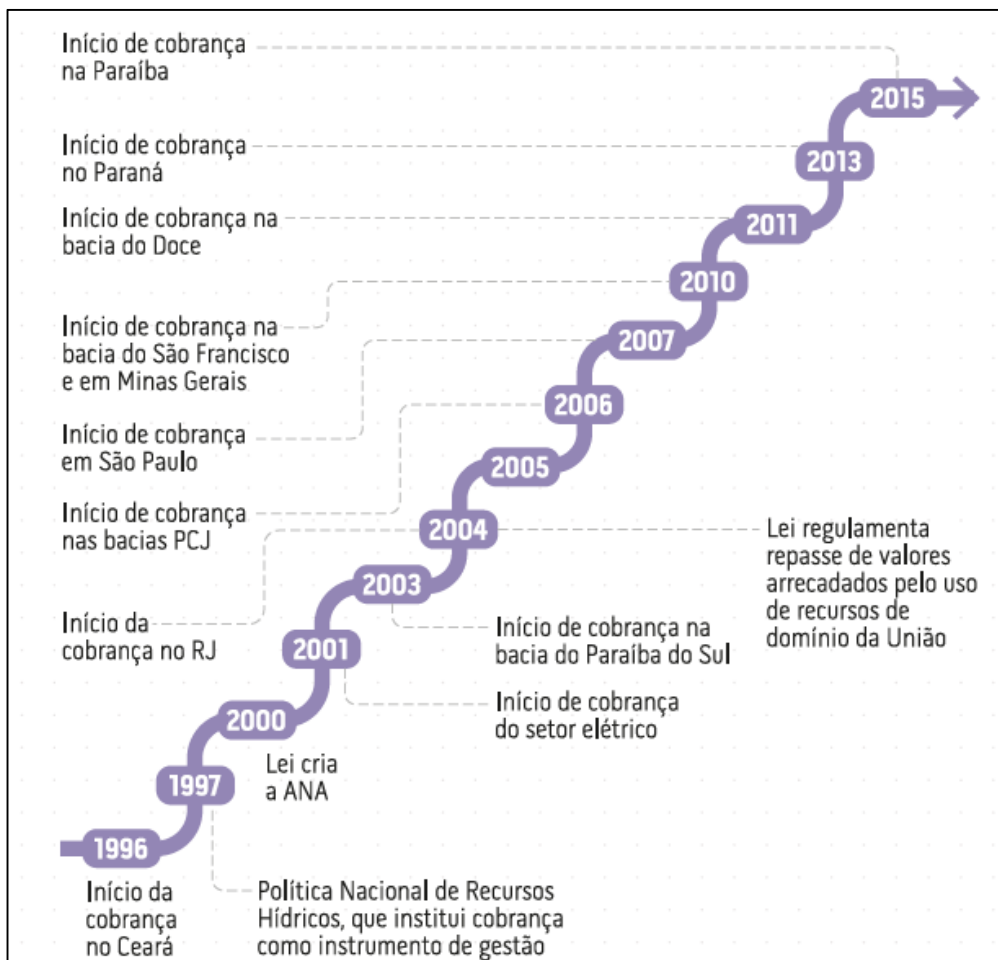 Início de cobrança
na Paraíba
2015
Início de cobrança
no Paraná
2013
Início de cobrança na
bacia do Doce
2011
2010
Início de cobrança na
bacia do São Francisco
e em Minas Gerais
2007
Início de cobrança
em São Paulo
2006
2005
Início de cobrança
nas bacias PCJ
2004
Lei regulamenta
repasse de valores
arrecadados pelo uso
de recursos de
domínio da União
2003
Início da
cobrança no RJ
Início de cobrança na
bacia do Paraíba do Sul
2001
Início de cobrança
do setor elétrico
2000
Lei cria
a ANA
1997
1996
Início da
cobrança
no Ceará
Política Nacional de Recursos
Hídricos, que institui cobrança
como instrumento de gestão